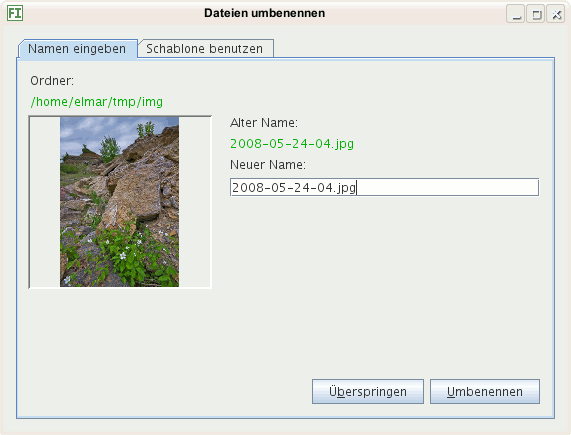 FI
Dateien umbenennen
Namen eingeben
Schablone benutzen
Ordner:
/home/elmar/tmp/img
Alter Name:
2008-05-24-04.jpg
Neuer Name:
2008-05-24-04.jpg
Überspringen
Umbenennen